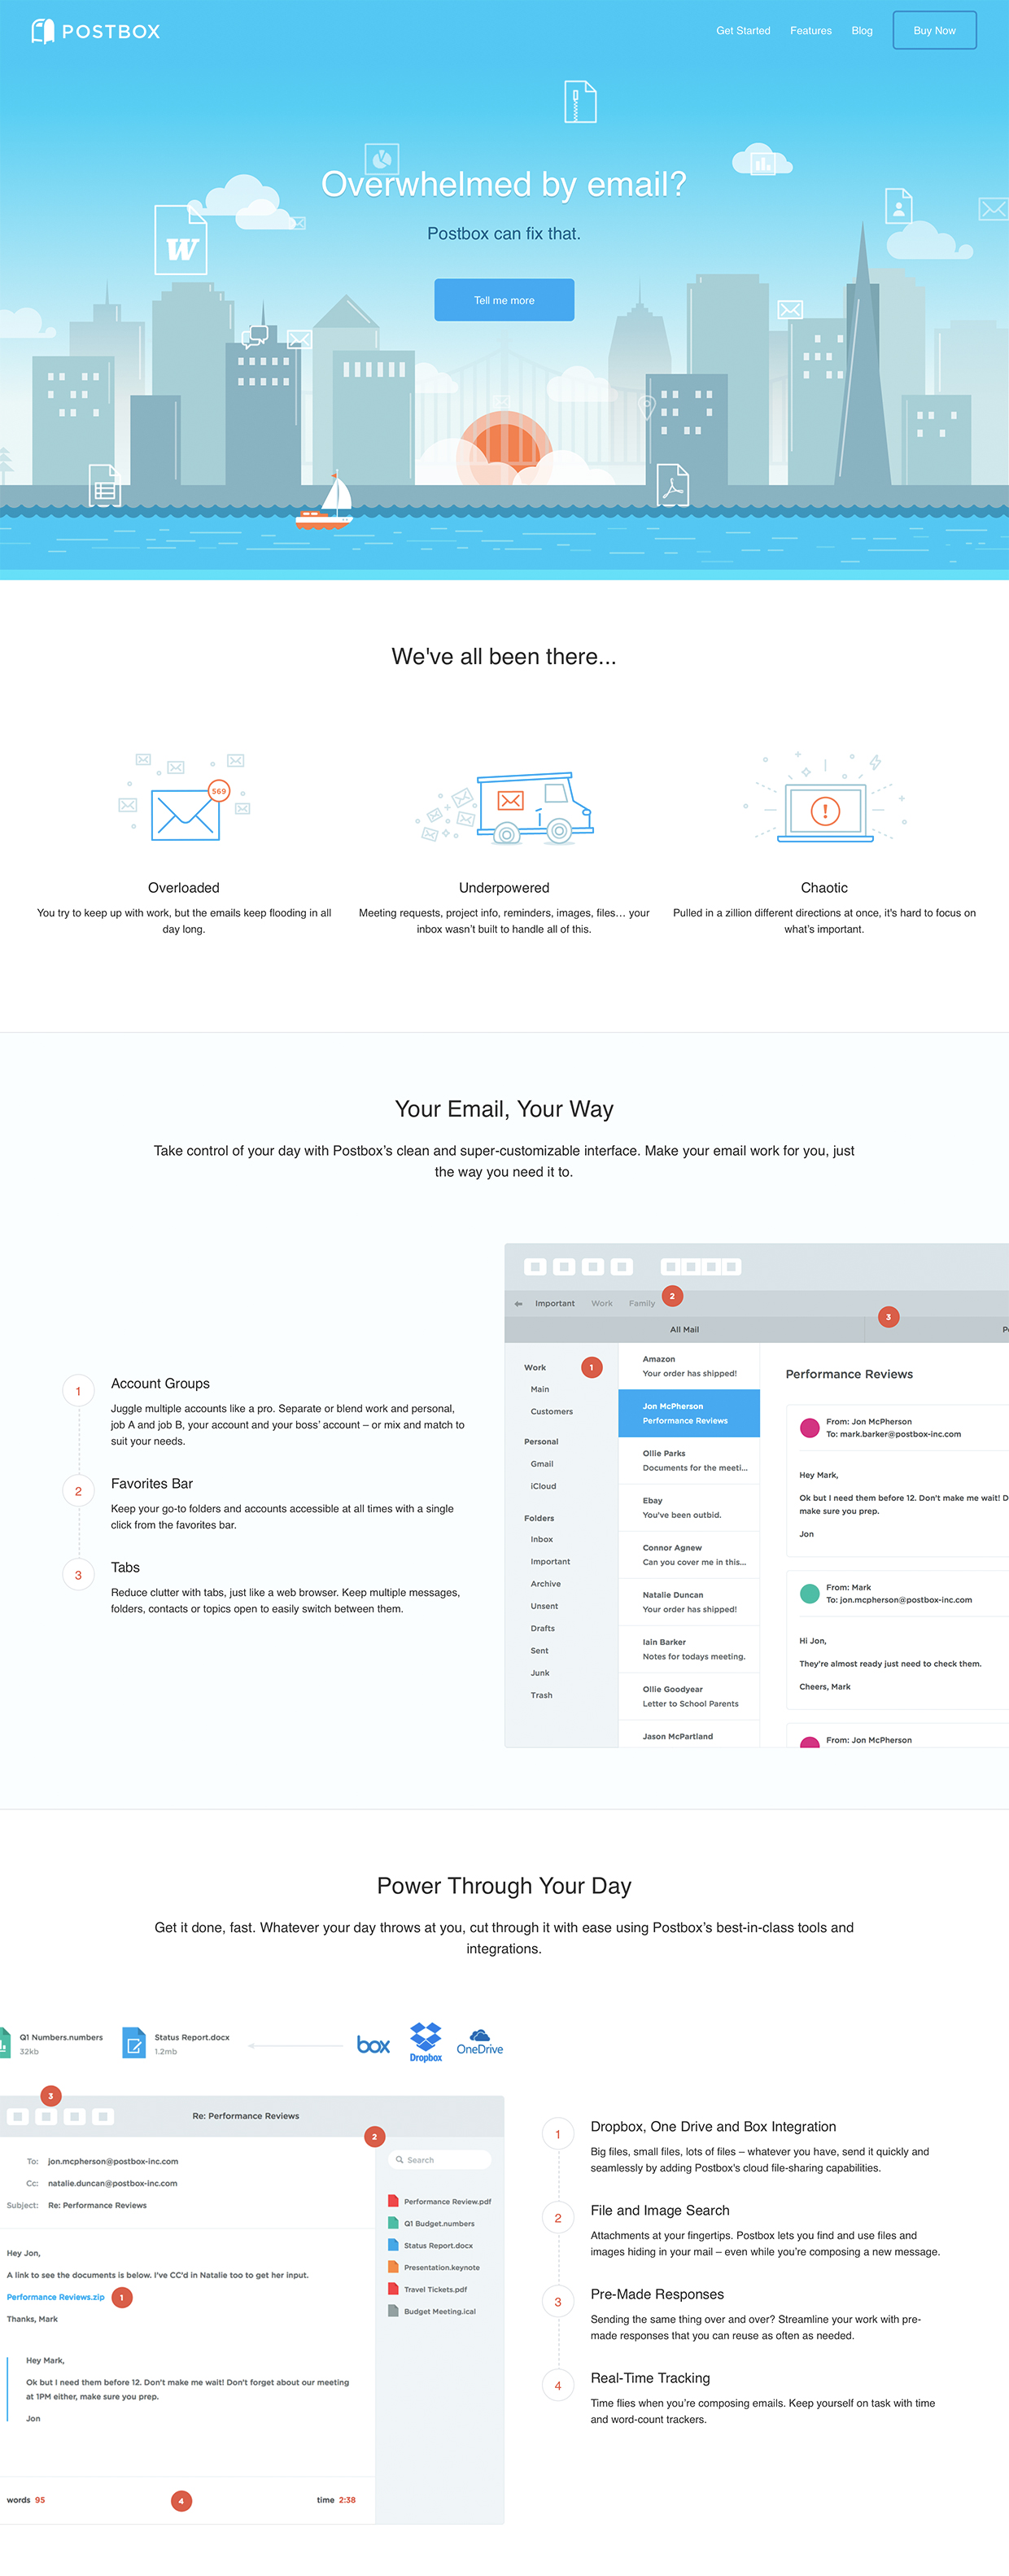 POSTBOX
Get Started
Features
Blog
Buy Now
W
Overwhelmed by email?
Postbox can fix that.
Tell me more
We've all been there...
569
!
Overloaded
You try to keep up with work, but the emails keep flooding in all
day long.
Underpowered
Meeting requests, project info, reminders, images, files… your
inbox wasn’t built to handle all of this.
Chaotic
Pulled in a zillion different directions at once, it's hard to focus on
what’s important.
Your Email, Your Way
Take control of your day with Postbox’s clean and super-customizable interface. Make your email work for you, just
the way you need it to.
1
Account Groups
Juggle multiple accounts like a pro. Separate or blend work and personal,
job A and job B, your account and your boss’ account – or mix and match to
suit your needs.
2
Favorites Bar
Keep your go-to folders and accounts accessible at all times with a single
click from the favorites bar.
3
Tabs
Reduce clutter with tabs, just like a web browser. Keep multiple messages,
folders, contacts or topics open to easily switch between them.
Important
Work
Family
2
3
All Mail
P
Work
1
Main
Customers
Personal
Gmail
iCloud
Folders
Inbox
Important
Archive
Unsent
Drafts
Sent
Junk
Trash
Amazon
Your order has shipped!
Jon McPherson
Performance Reviews
Ollie Parks
Documents for the meeti...
Ebay
You've been outbid.
Connor Agnew
Can you cover me in this...
Natalie Duncan
Your order has shipped!
Iain Barker
Notes for todays meeting.
Ollie Goodyear
Letter to School Parents
Jason McPartland
Performance Reviews
From: Jon McPherson
To: mark.barker@postbox-inc.com
Hey Mark,
Ok but I need them before 12. Don't make me wait! D
make sure you prep.
Jon
From: Mark
To: jon.mcpherson@postbox-inc.com
Hi Jon,
They're almost ready just need to check them.
Cheers, Mark
From: Jon McPherson
Power Through Your Day
Get it done, fast. Whatever your day throws at you, cut through it with ease using Postbox’s best-in-class tools and
integrations.
Q1 Numbers.numbers
32kb
Status Report.docx
1.2mb
box
Dropbox
OneDrive
3
Re: Performance Reviews
2
To: jon.mcpherson@postbox-inc.com
Cc: natalie.duncan@postbox-inc.com
Subject: Re: Performance Reviews
Hey Jon,
A link to see the documents is below. I've CC'd in Natalie too to get her input.
Performance Reviews.zip
1
Thanks, Mark
Hey Mark,
Ok but I need them before 12. Don't make me wait! Don't forget about our meeting
at 1PM either, make sure you prep.
Jon
words 95
4
time 2:38
Search
Performance Review.pdf
Q1 Budget.numbers
Status Report.docx
Presentation.keynote
Travel Tickets.pdf
Budget Meeting.ical
1
Dropbox, One Drive and Box Integration
Big files, small files, lots of files – whatever you have, send it quickly and
seamlessly by adding Postbox’s cloud file-sharing capabilities.
2
File and Image Search
Attachments at your fingertips. Postbox lets you find and use files and
images hiding in your mail – even while you’re composing a new message.
3
Pre-Made Responses
Sending the same thing over and over? Streamline your work with pre-
made responses that you can reuse as often as needed.
4
Real-Time Tracking
Time flies when you’re composing emails. Keep yourself on task with time
and word-count trackers.